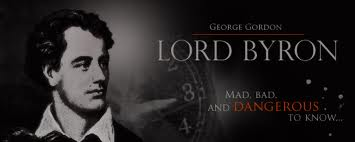 GEORGE GORDON
LORD BYRON
MAD, BAD,
AND DANGEROUS
TO KNOW...